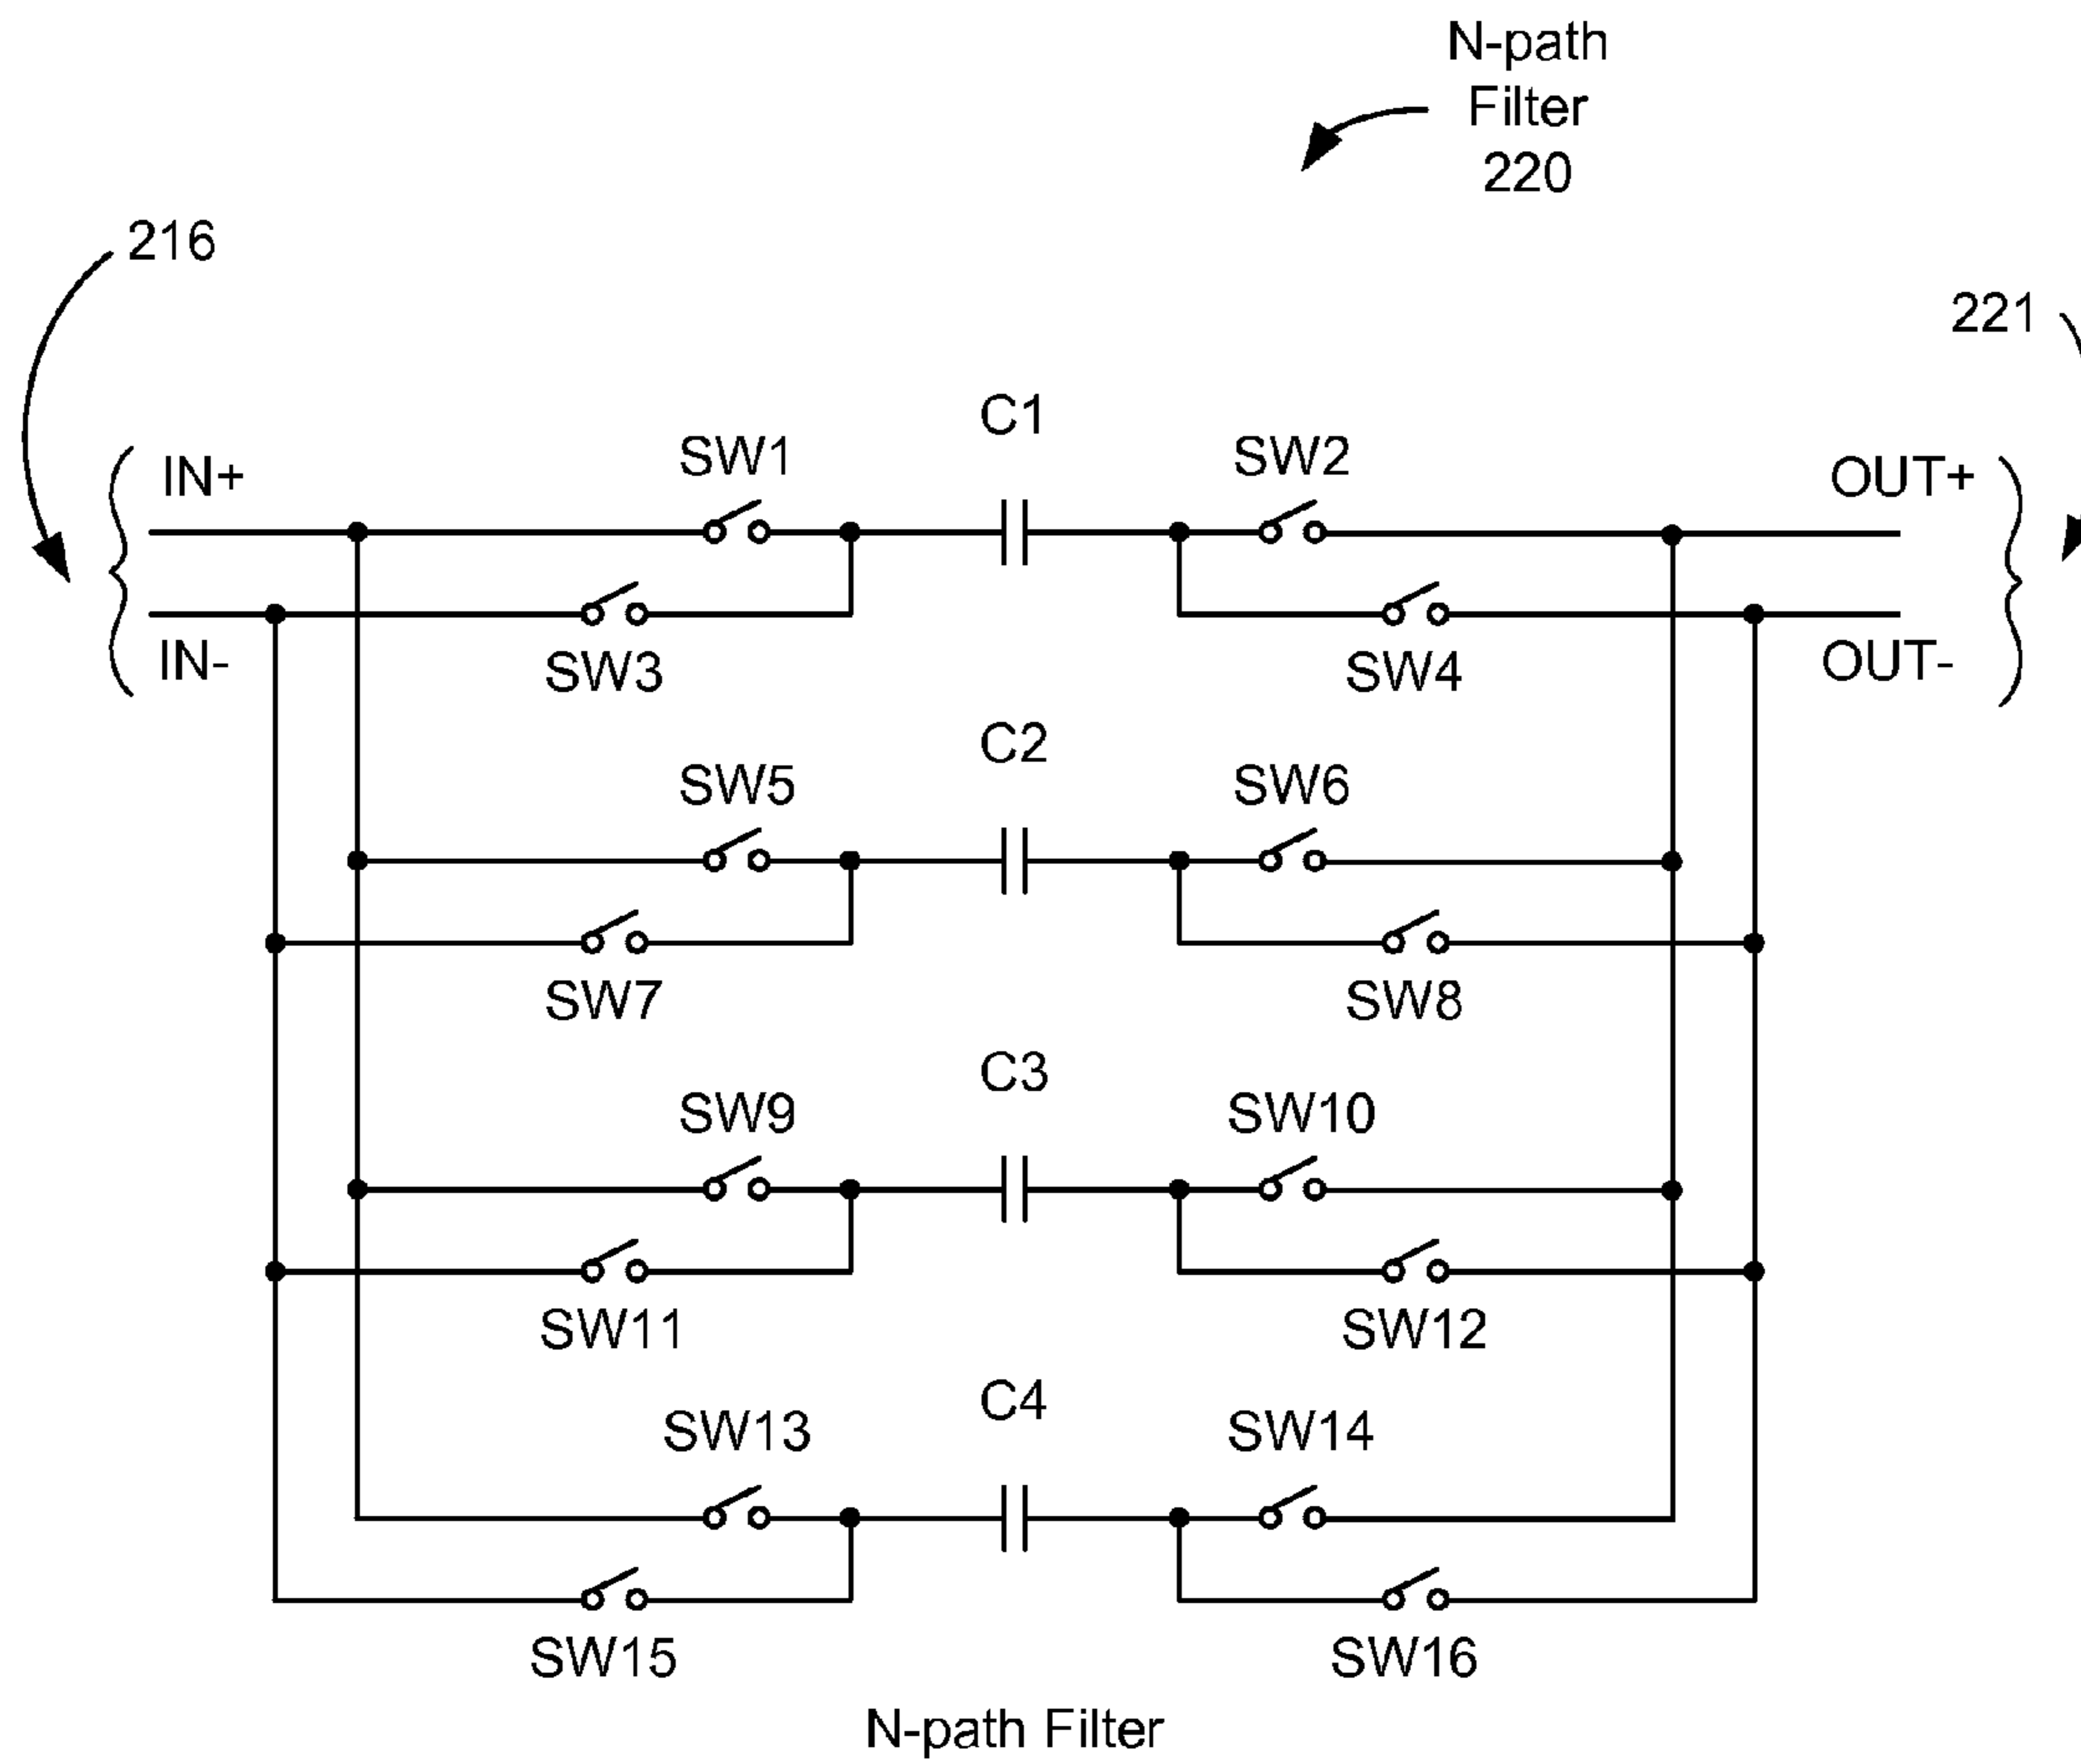 N-path
Filter
220
216
221
C1
SW1
SW2
IN+
OUT+
IN-
SW3
SW4
OUT-
C2
SW5
SW6
SW7
SW8
C3
SW9
SW10
SW11
SW12
C4
SW13
SW14
SW15
SW16
N-path Filter